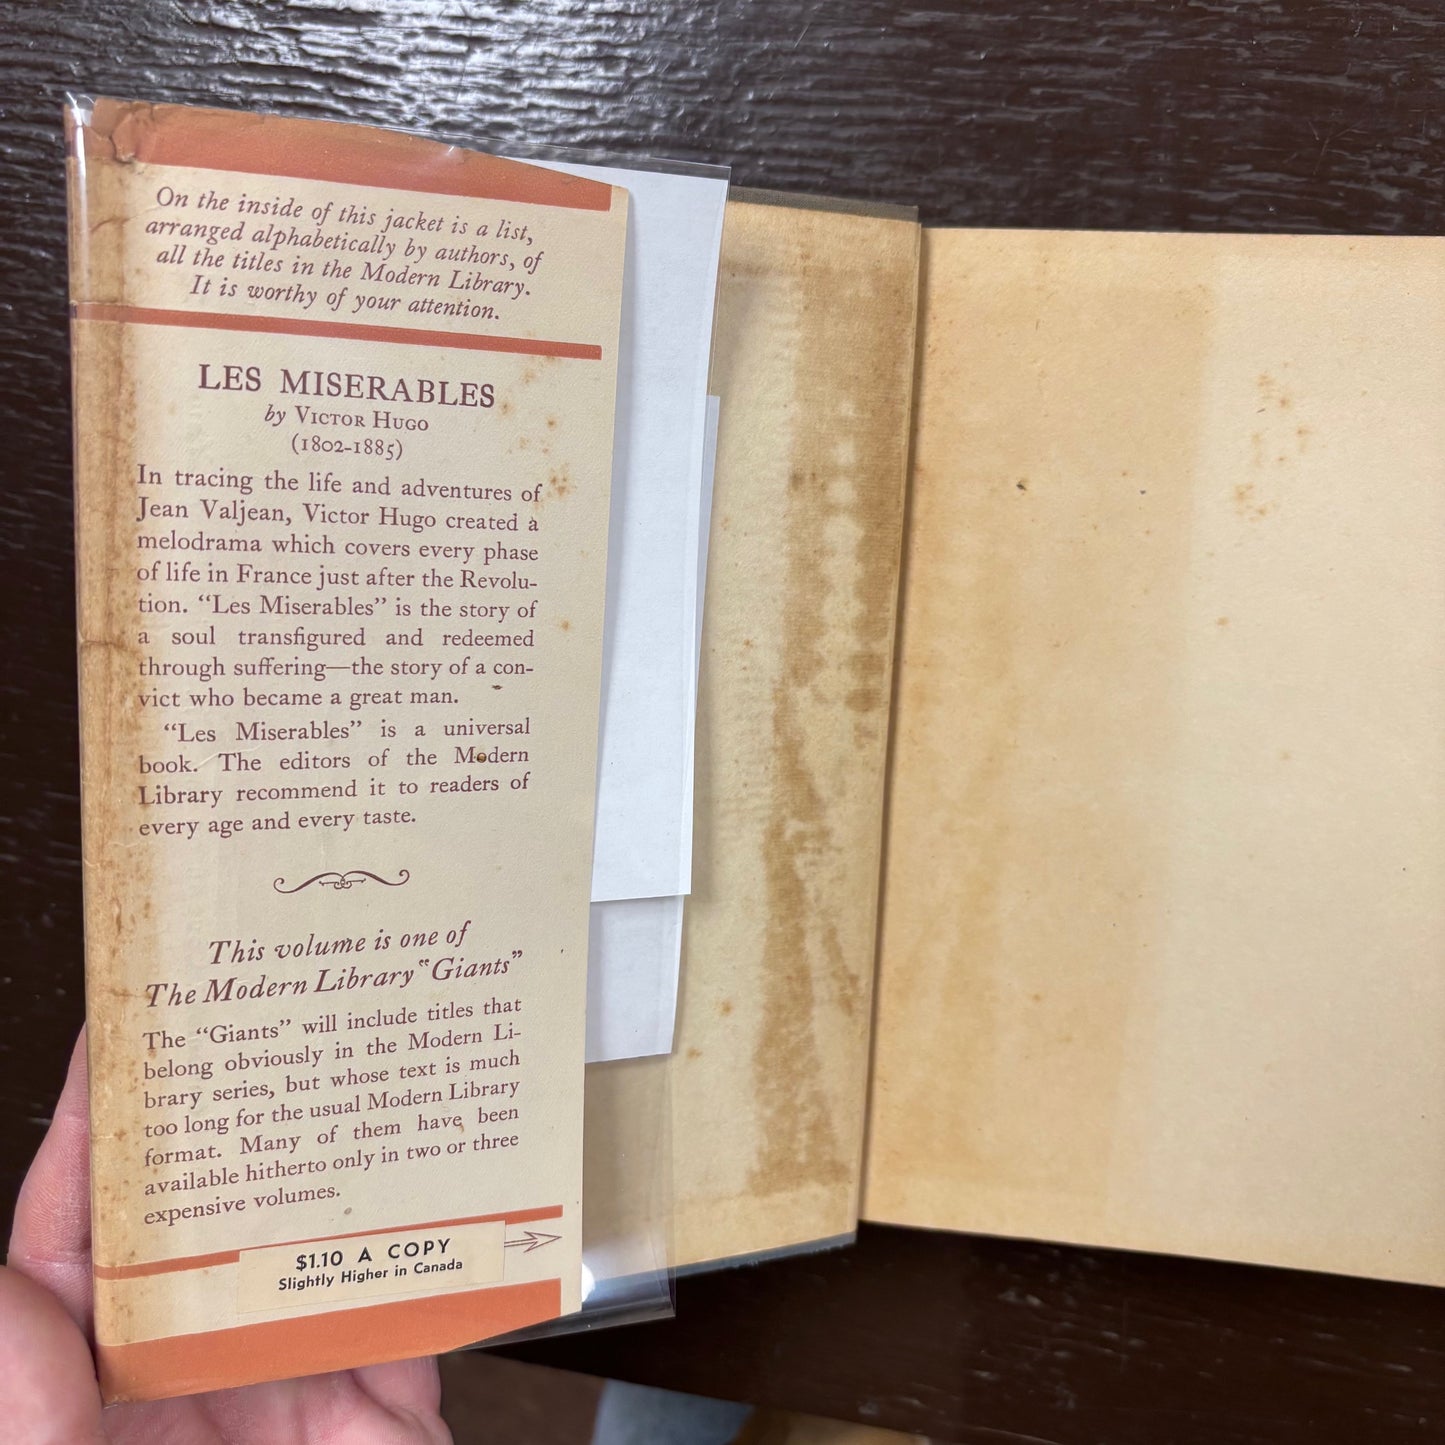 On the inside of this jacket is a list,
arranged alphabetically by authors, of
all the titles in the Modern Library.
It is worthy of your attention.
LES MISERABLES
by VICTOR HUGO
(1802-1885)
In tracing the life and adventures of
Jean Valjean, Victor Hugo created a
melodrama which covers every phase
of life in France just after the Revolu-
tion. “Les Miserables” is the story of
a soul transfigured and redeemed
through suffering—the story of a con-
vict who became a great man.
“Les Miserables” is a universal
book. The editors of the Modern
Library recommend it to readers of
every age and every taste.
This volume is one of
The Modern Library “Giants”
The “Giants” will include titles that
belong obviously in the Modern Li-
brary series, but whose text is much
too long for the usual Modern Library
format. Many of them have been
available hitherto only in two or three
expensive volumes.
$1.10 A COPY
Slightly Higher in Canada